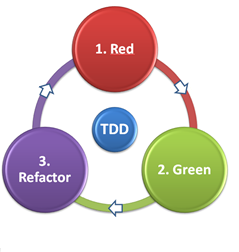 1. Red
TDD
3.
Refactor
2. Green